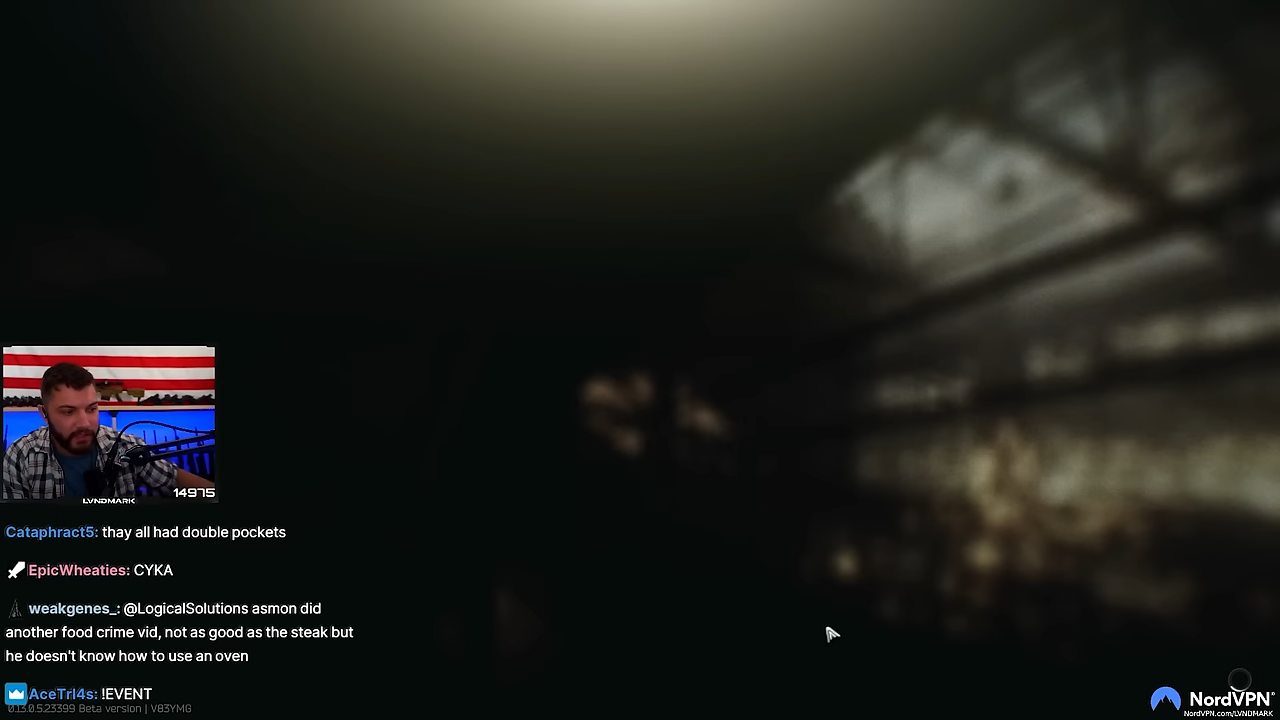 14975
LVNDMARK
Cataphract5: thay all had double pockets
EpicWheaties: CYKA
weakgenes_: @LogicalSolutions asmon did
another food crime vid, not as good as the steak but
he doesn't know how to use an oven
AceTrl4s: !EVENT
0.13.0.5.23399 Beta version | V83YMG
NordVPN®
NordVPN.com/LVNDMARK